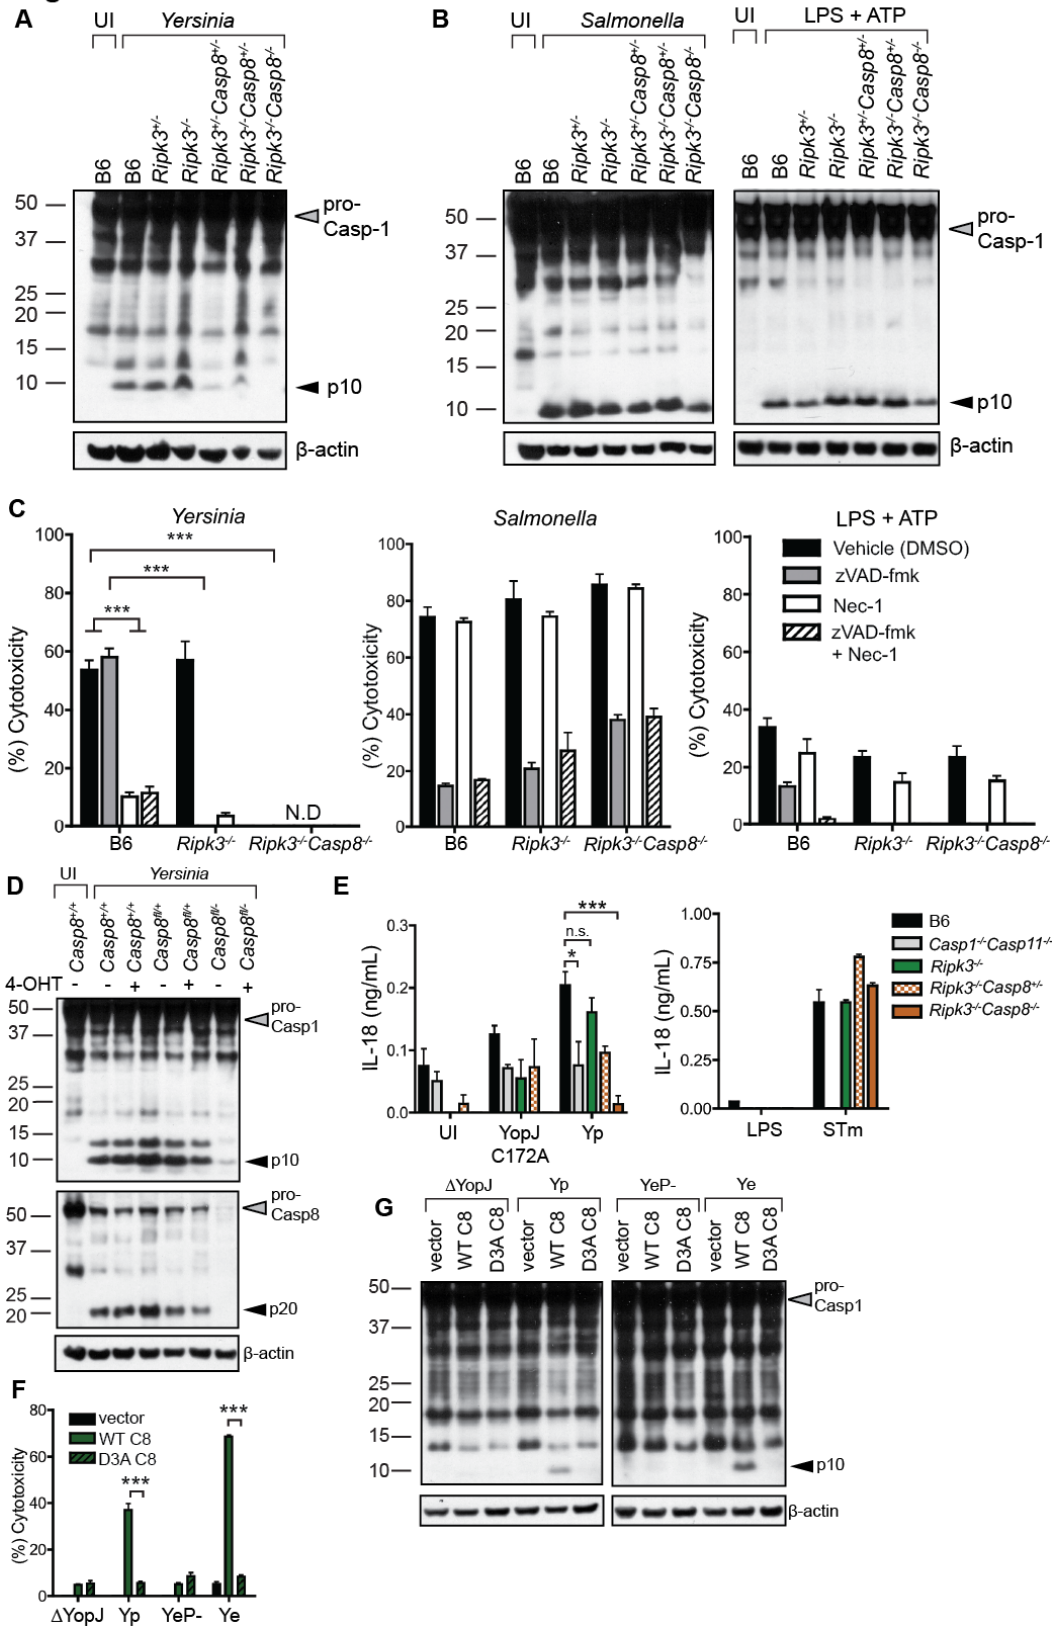 A
UI
Yersinia
B6
B6
Ripk3+/-
Ripk3-/-
Ripk3+/-Casp8+/-
Ripk3-/-Casp8+/-
Ripk3-/-Casp8-/-
50
37
25
20
15
10
pro-
Casp-1
p10
β-actin
B
UI
Salmonella
B6
B6
Ripk3+/-
Ripk3-/-
Ripk3+/-Casp8+/-
Ripk3-/-Casp8+/-
Ripk3-/-Casp8-/-
50
37
25
20
15
10
UI
LPS + ATP
B6
B6
Ripk3+/-
Ripk3-/-
Ripk3+/-Casp8+/-
Ripk3-/-Casp8+/-
Ripk3-/-Casp8-/-
pro-
Casp-1
p10
β-actin
C
Yersinia
(%) Cytotoxicity
100
80
60
40
20
0
***
***
***
N.D
B6
Ripk3-/-
Ripk3-/-Casp8-/-
Salmonella
(%) Cytotoxicity
100
80
60
40
20
0
B6
Ripk3-/-
Ripk3-/-Casp8-/-
LPS + ATP
(%) Cytotoxicity
100
80
60
40
20
0
Vehicle (DMSO)
zVAD-fmk
Nec-1
zVAD-fmk
+ Nec-1
B6
Ripk3-/-
Ripk3-/-Casp8-/-
D
UI
Yersinia
Casp8+/+
Casp8+/+
Casp8+/+
Casp8fl/+
Casp8fl/+
Casp8fl/-
Casp8fl/-
4-OHT - - + - + - +
50
37
25
20
15
10
pro-
Casp1
p10
50
37
25
20
pro-
Casp8
p20
β-actin
E
IL-18 (ng/mL)
0.3
0.2
0.1
0.0
***
n.s.
*
UI
YopJ
C172A
Yp
IL-18 (ng/mL)
1.00
0.75
0.50
0.25
0.00
LPS
STm
B6
Casp1-/-Casp11-/-
Ripk3-/-
Ripk3-/-Casp8+/-
Ripk3-/-Casp8-/-
F
(%) Cytotoxicity
80
60
40
20
0
vector
WT C8
D3A C8
***
***
ΔYopJ
Yp
YeP-
Ye
G
ΔYopJ
Yp
YeP-
Ye
vector
WT C8
D3A C8
vector
WT C8
D3A C8
vector
WT C8
D3A C8
vector
WT C8
D3A C8
50
37
25
20
15
10
pro-
Casp1
p10
β-actin